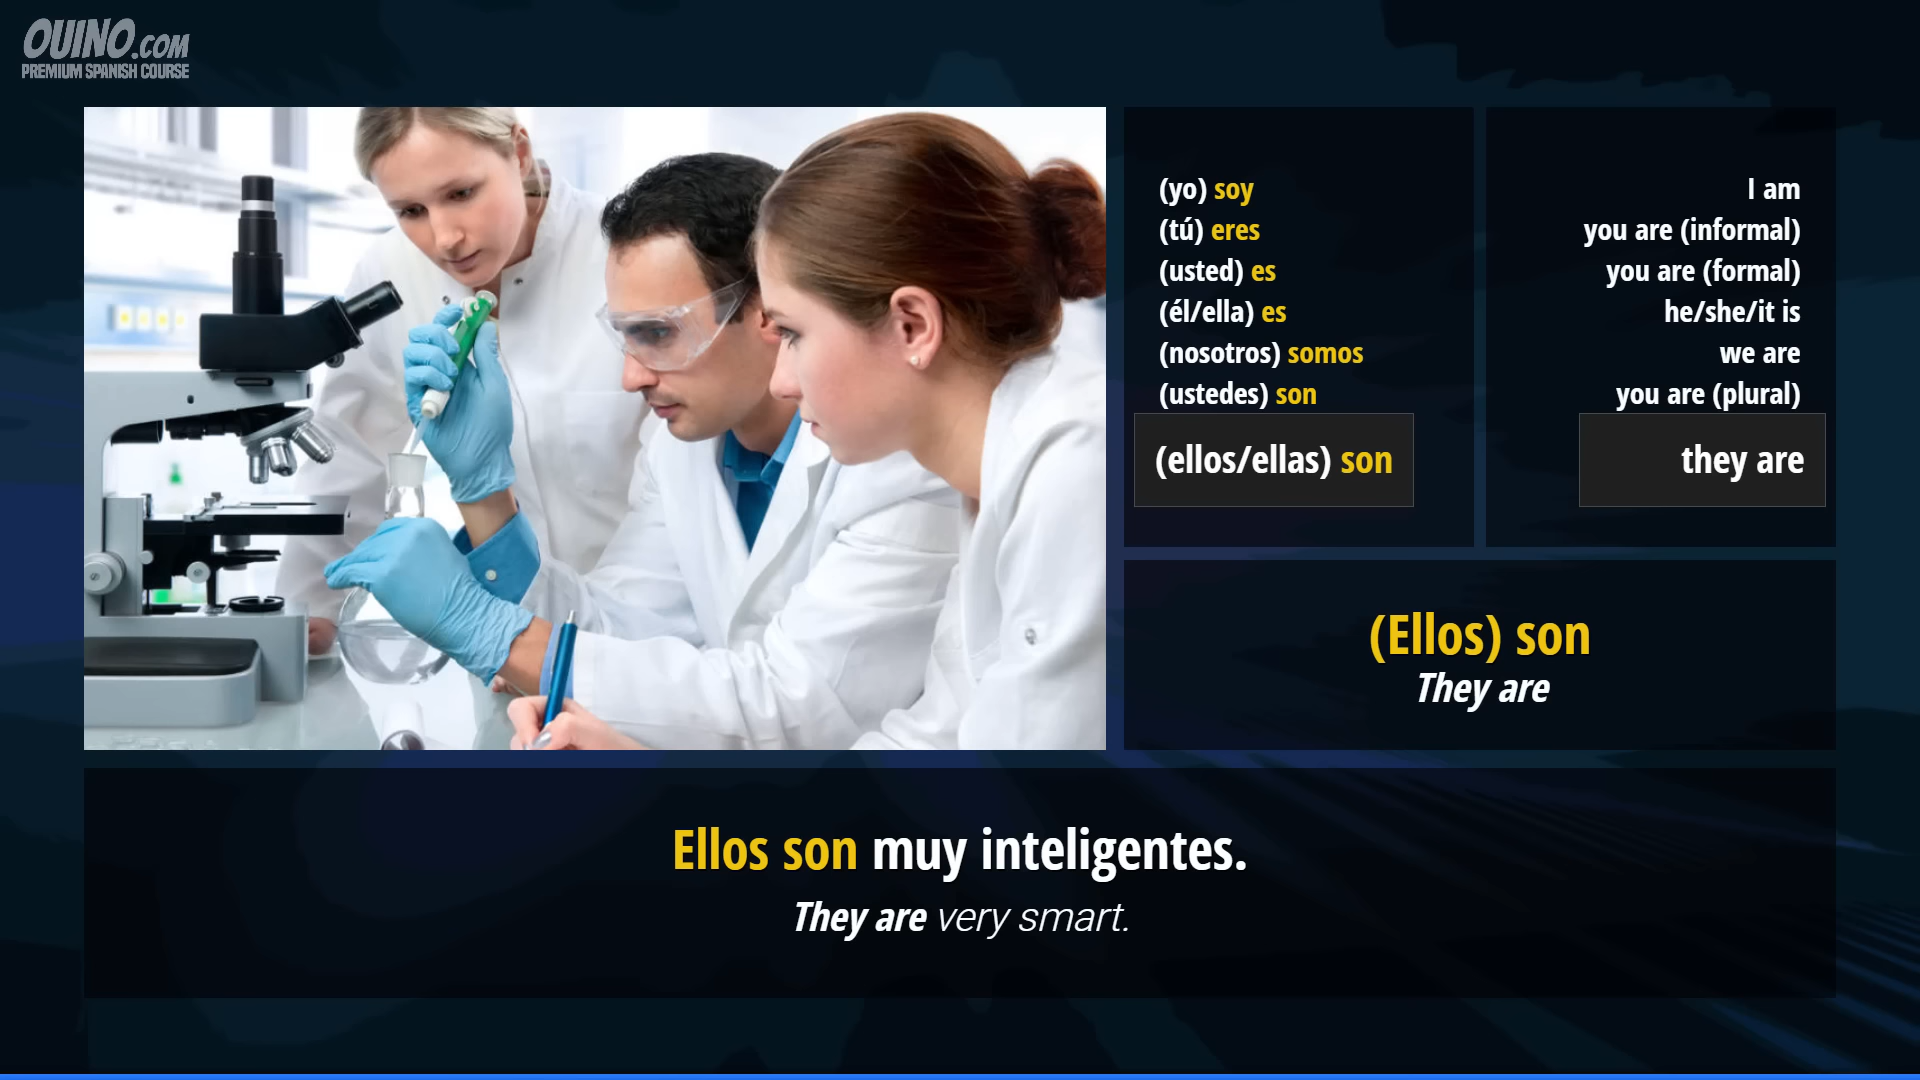 OUINO.COM
PREMIUM SPANISH COURSE
(yo) soy
(tú) eres
(usted) es
(él/ella) es
(nosotros) somos
(ustedes) son
(ellos/ellas) son
I am
you are (informal)
you are (formal)
he/she/it is
we are
you are (plural)
they are
(Ellos) son
They are
Ellos son muy inteligentes.
They are very smart.